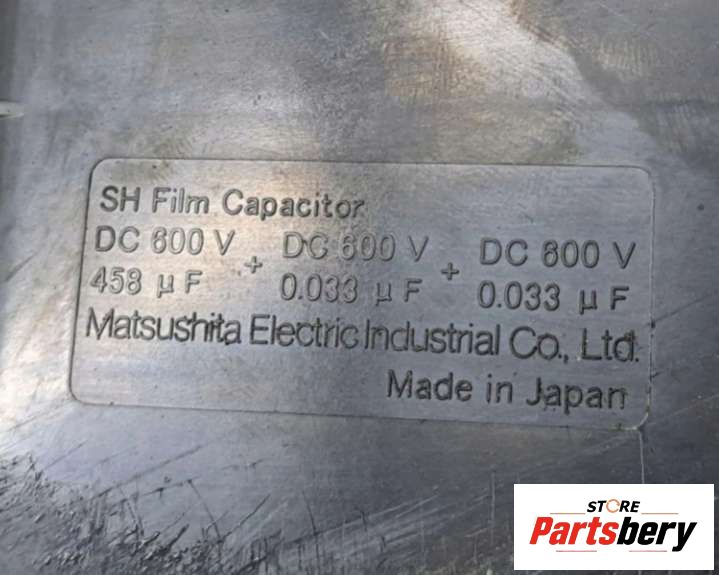 SH Film Capacitor
DC 600 V + DC 600 V + DC 600 V
458 μF 0.033 μF 0.033 μF
Matsushita Electric Industrial Co., Ltd.
Made in Japan
STORE
Partsbery